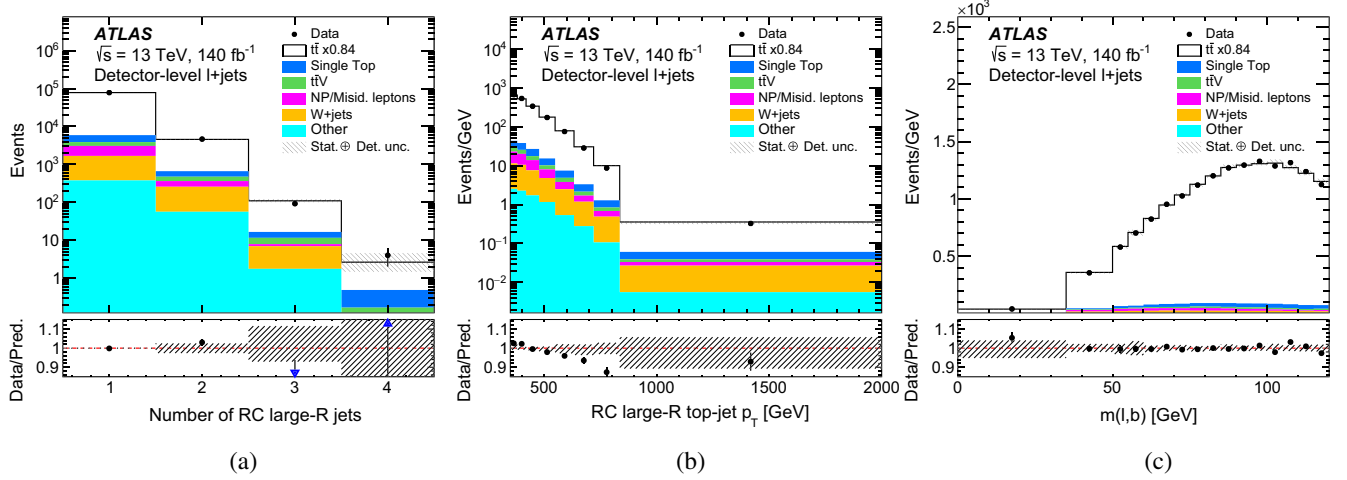 ATLAS
√s = 13 TeV, 140 fb⁻¹
Detector-level l+jets
Data
tt̄ x0.84
Single Top
tt̄V
NP/Misid. leptons
W+jets
Other
Stat.⊕ Det. unc.
Events
10⁶
10⁵
10⁴
10³
10²
10
1
Data/Pred.
1.1
1
0.9
1 2 3 4
Number of RC large-R jets
(a)
ATLAS
√s = 13 TeV, 140 fb⁻¹
Detector-level l+jets
Data
tt̄ x0.84
Single Top
tt̄V
NP/Misid. leptons
W+jets
Other
Stat.⊕ Det. unc.
Events/GeV
10⁴
10³
10²
10
1
10⁻¹
10⁻²
Data/Pred.
1.1
1
0.9
500 1000 1500 2000
RC large-R top-jet p_T [GeV]
(b)
×10³
ATLAS
√s = 13 TeV, 140 fb⁻¹
Detector-level l+jets
Data
tt̄ x0.84
Single Top
tt̄V
NP/Misid. leptons
W+jets
Other
Stat.⊕ Det. unc.
Events/GeV
2.5
2
1.5
1
0.5
Data/Pred.
1.1
1
0.9
0 50 100
m(l,b) [GeV]
(c)